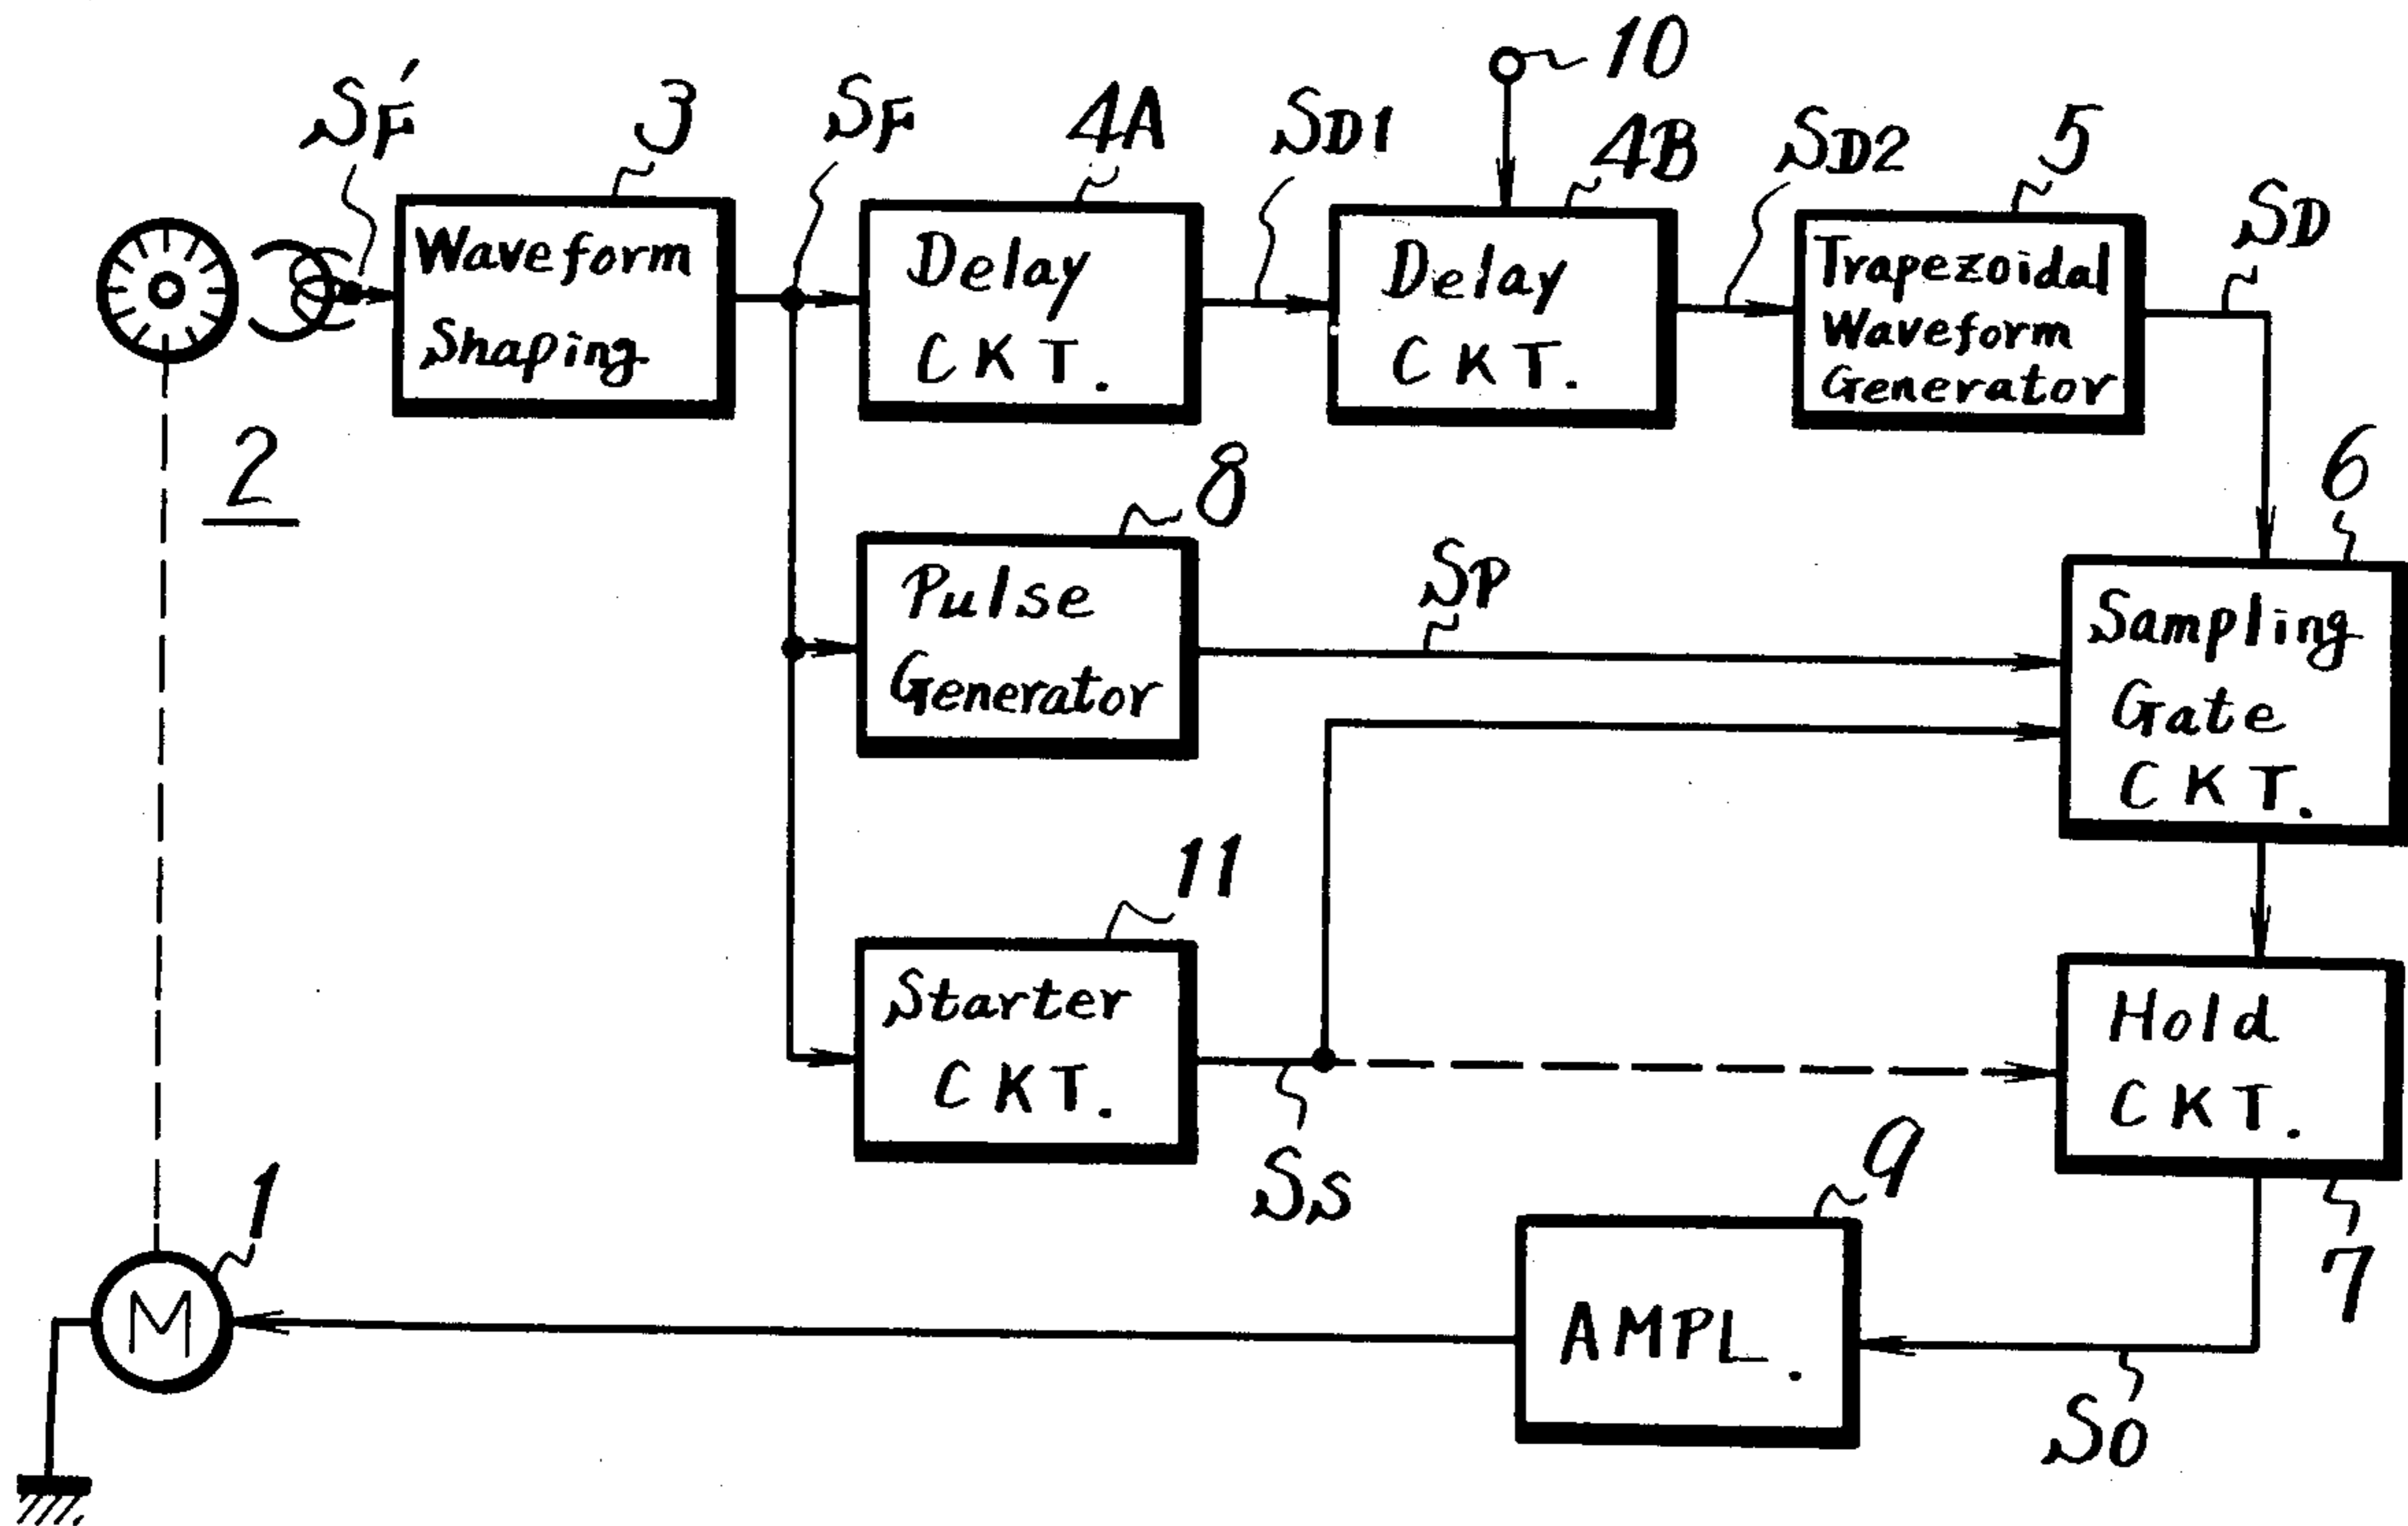 10
SF'
3
SF
4A
SD1
4B
SD2
5
SD
Waveform
Shaping
Delay
CKT.
Delay
CKT.
Trapezoidal
Waveform
Generator
2
8
6
Pulse
Generator
SP
Sampling
Gate
CKT.
11
Starter
CKT.
SS
Hold
CKT.
7
9
AMPL.
SO
1
M